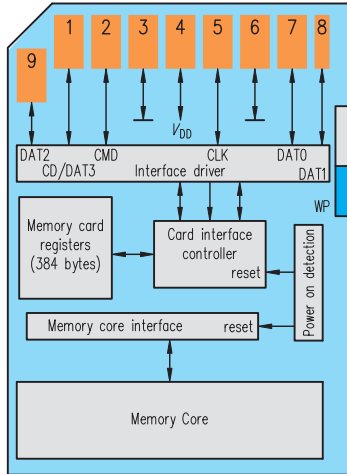 1 2 3 4 5 6 7 8
9
V_DD
DAT2 CMD CLK DAT0
CD/DAT3 Interface driver DAT1
WP
Memory card
registers
(384 bytes)
Card interface
controller
reset
Power on detection
Memory core interface reset
Memory Core